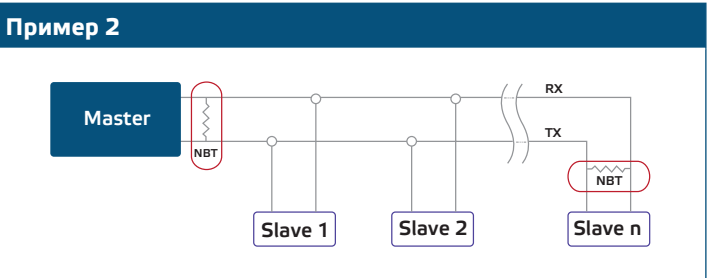 Пример 2
RX
Master
TX
NBT
NBT
Slave 1
Slave 2
Slave n